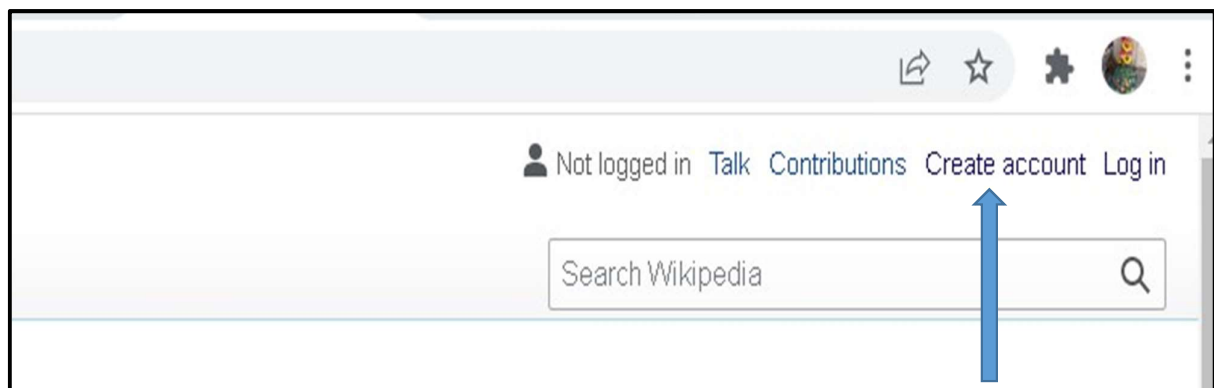 Not logged in Talk Contributions Create account Log in
Search Wikipedia